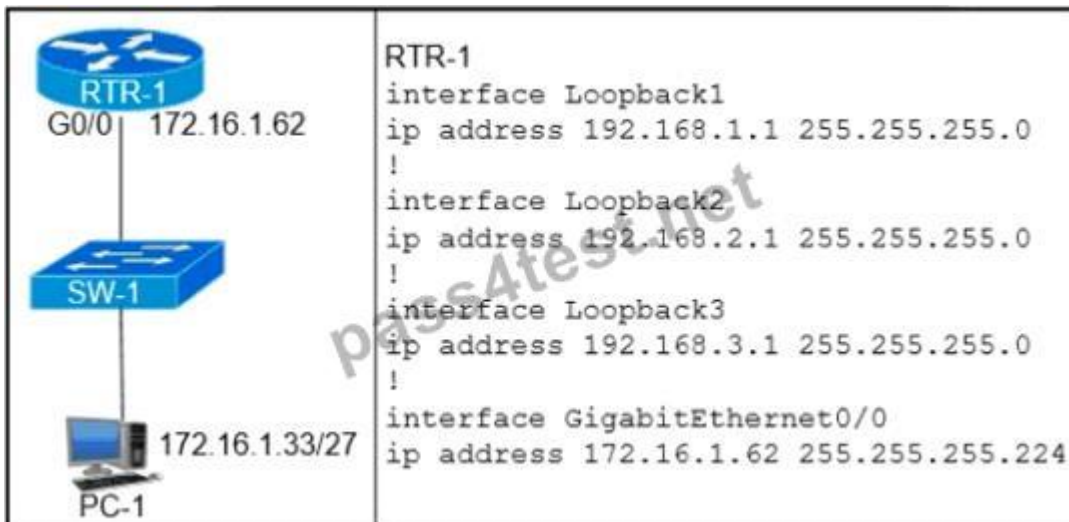 RTR-1
G0/0 172.16.1.62
SW-1
172.16.1.33/27
PC-1
RTR-1
interface Loopback1
ip address 192.168.1.1 255.255.255.0
!
interface Loopback2
ip address 192.168.2.1 255.255.255.0
!
interface Loopback3
ip address 192.168.3.1 255.255.255.0
!
interface GigabitEthernet0/0
ip address 172.16.1.62 255.255.255.224
pass4test.net